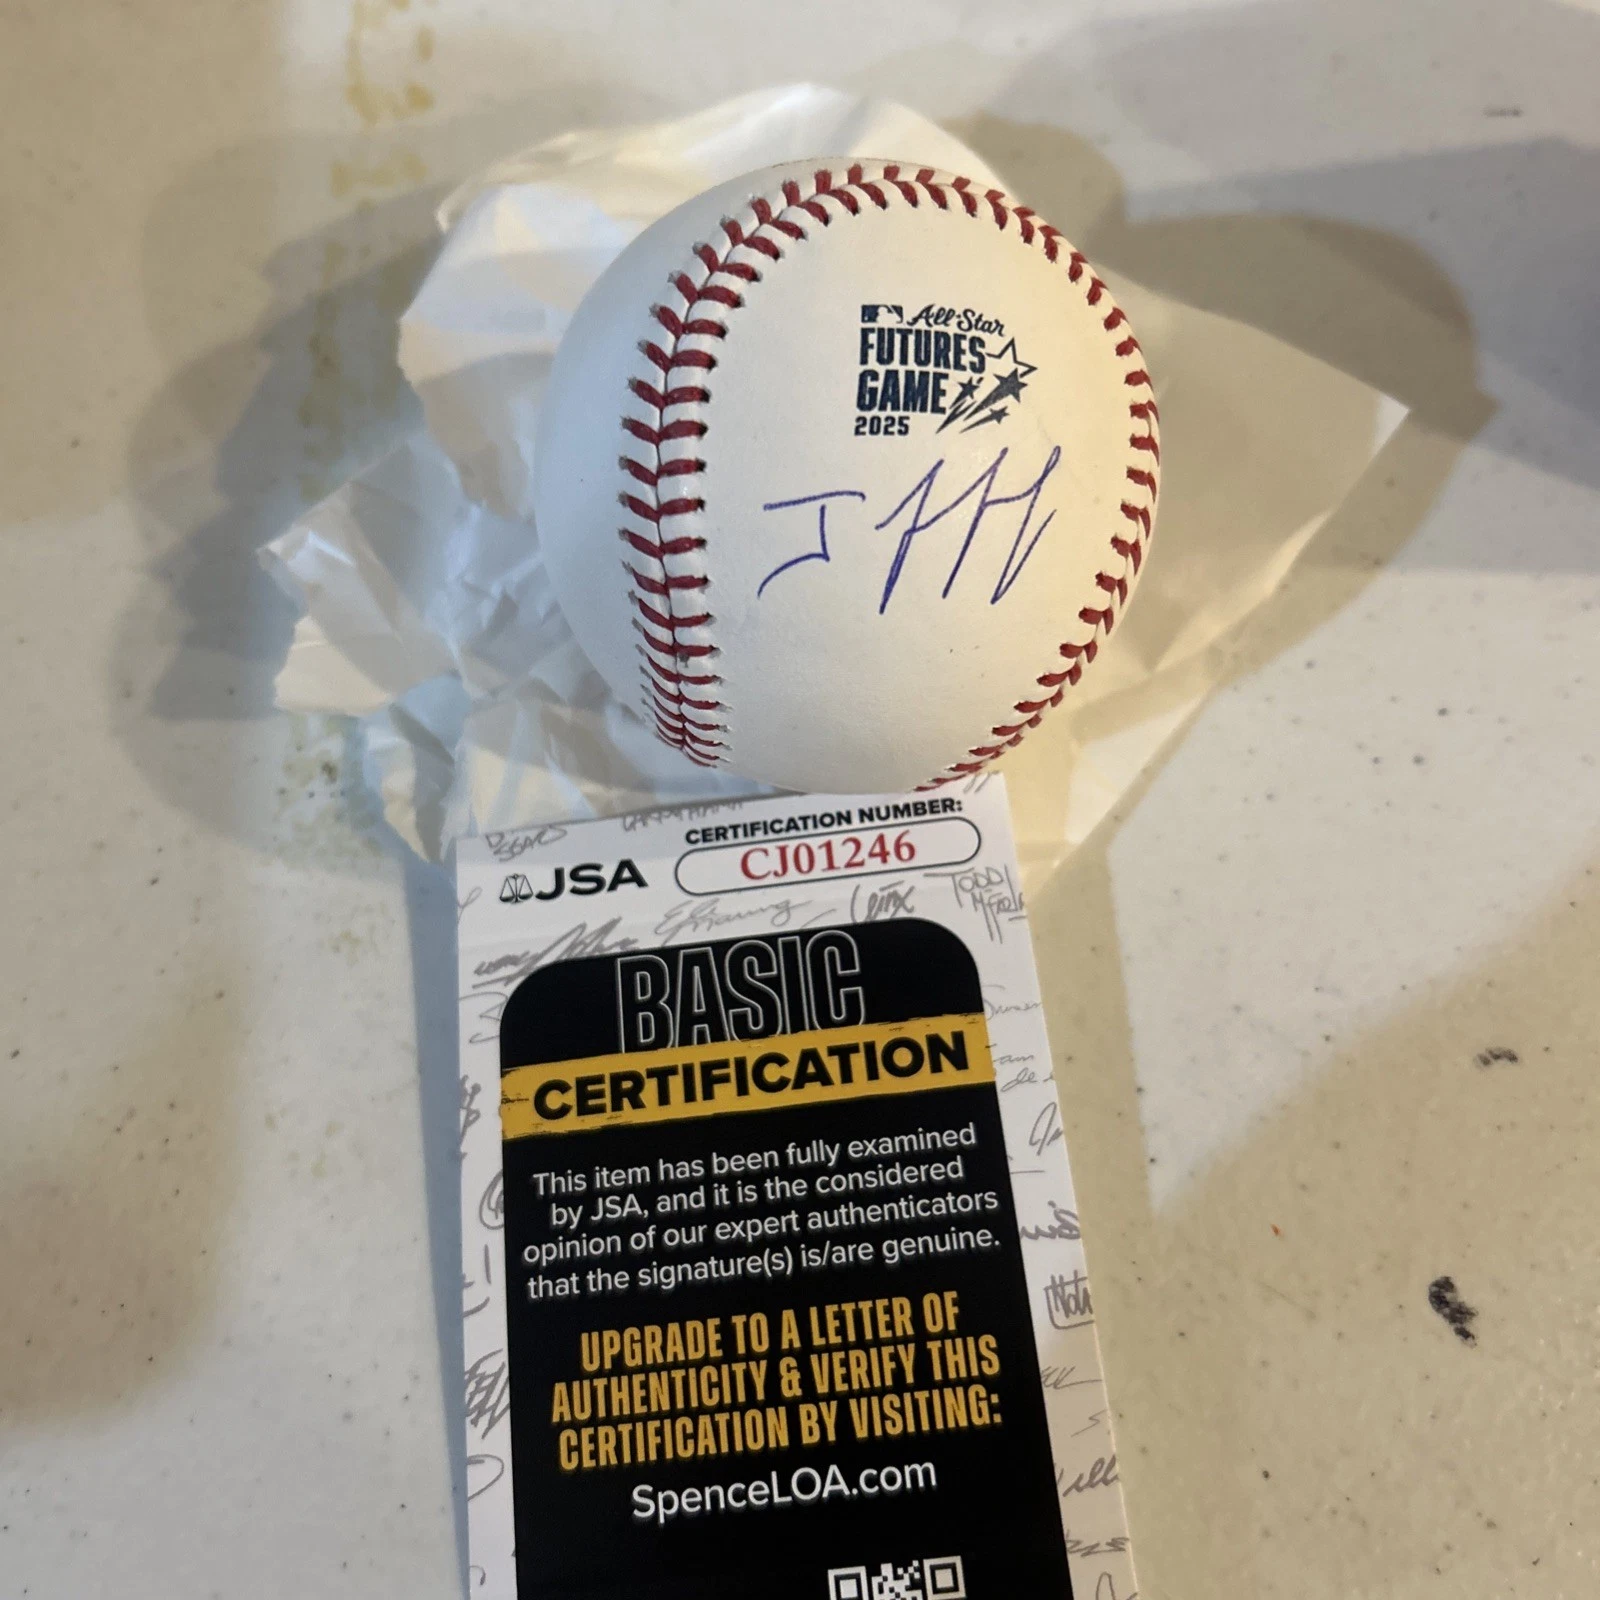 All-Star
FUTURES
GAME
2025
CERTIFICATION NUMBER:
JSA
CJ01246
BASIC
CERTIFICATION
This item has been fully examined
by JSA, and it is the considered
opinion of our expert authenticators
that the signature(s) is/are genuine.
UPGRADE TO A LETTER OF
AUTHENTICITY & VERIFY THIS
CERTIFICATION BY VISITING:
SpenceLOA.com